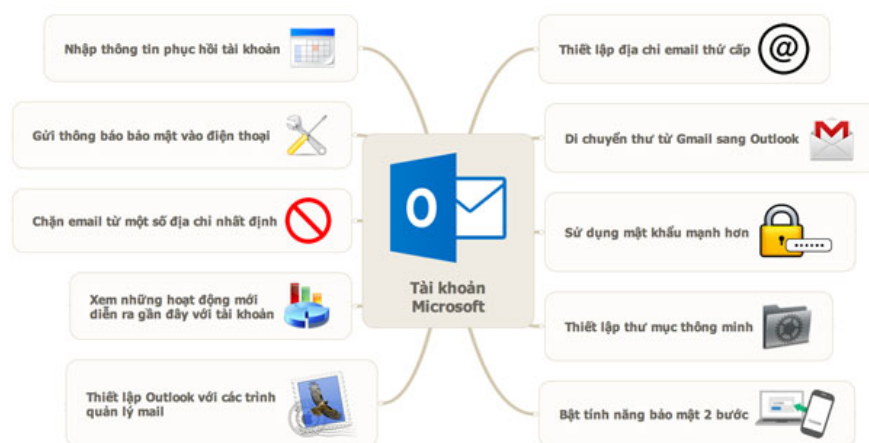 Nhập thông tin phục hồi tài khoản
Gửi thông báo bảo mật vào điện thoại
Chặn email từ một số địa chỉ nhất định
Xem những hoạt động mới
diễn ra gần đây với tài khoản
Thiết lập Outlook với các trình
quản lý mail
Tài khoản
Microsoft
Thiết lập địa chỉ email thứ cấp
Di chuyển thư từ Gmail sang Outlook
Sử dụng mật khẩu mạnh hơn
Thiết lập thư mục thông minh
Bật tính năng bảo mật 2 bước